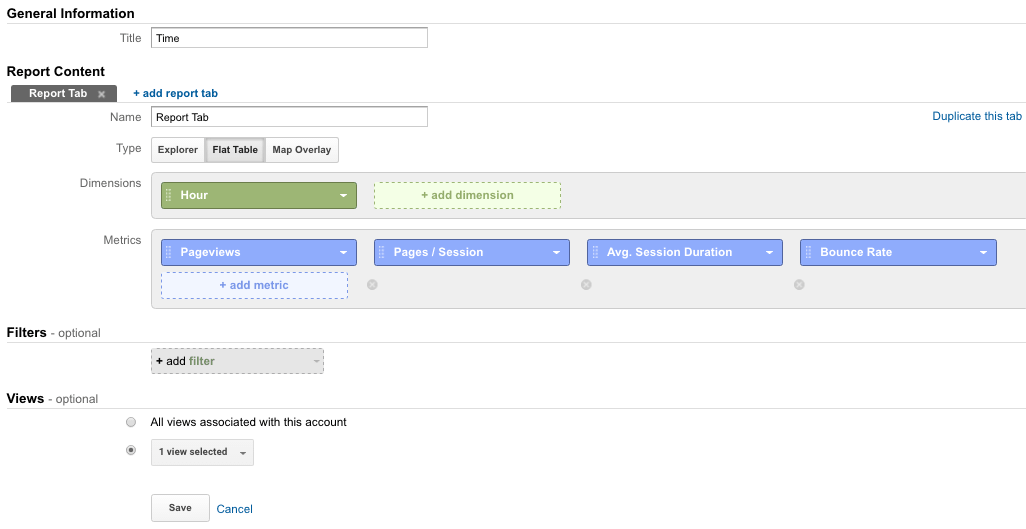 General Information
Title Time
Report Content
Report Tab x + add report tab
Name Report Tab Duplicate this tab
Type Explorer Flat Table Map Overlay
Dimensions Hour + add dimension
Metrics Pageviews Pages / Session Avg. Session Duration Bounce Rate
+ add metric
Filters - optional
+ add filter
Views - optional
All views associated with this account
1 view selected
Save Cancel